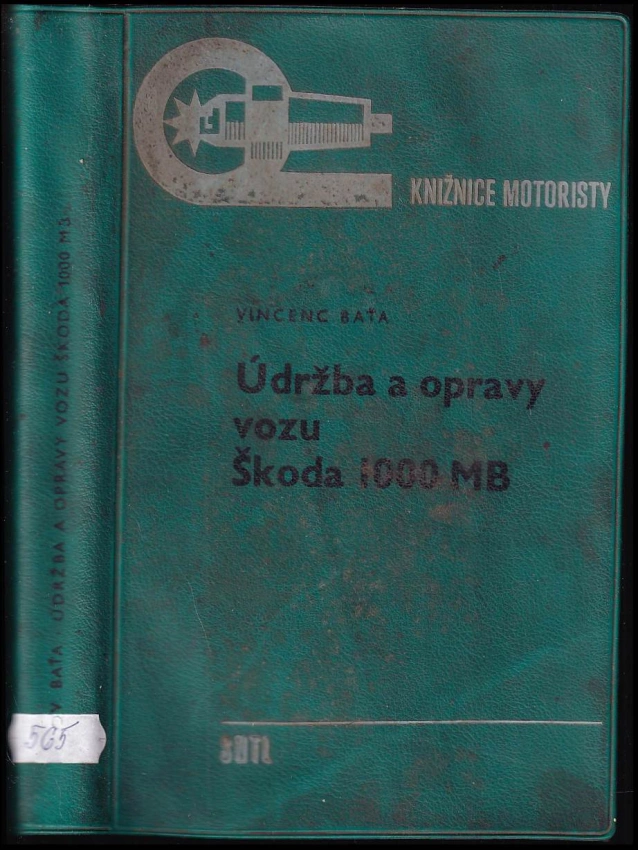 KNIŽNICE MOTORISTY
VINCENC BAŤA
Údržba a opravy
vozu
Škoda 1000 MB
SNTL
V BAŤA · ÚDRŽBA A OPRAVY VOZU ŠKODA 1000 MB
565